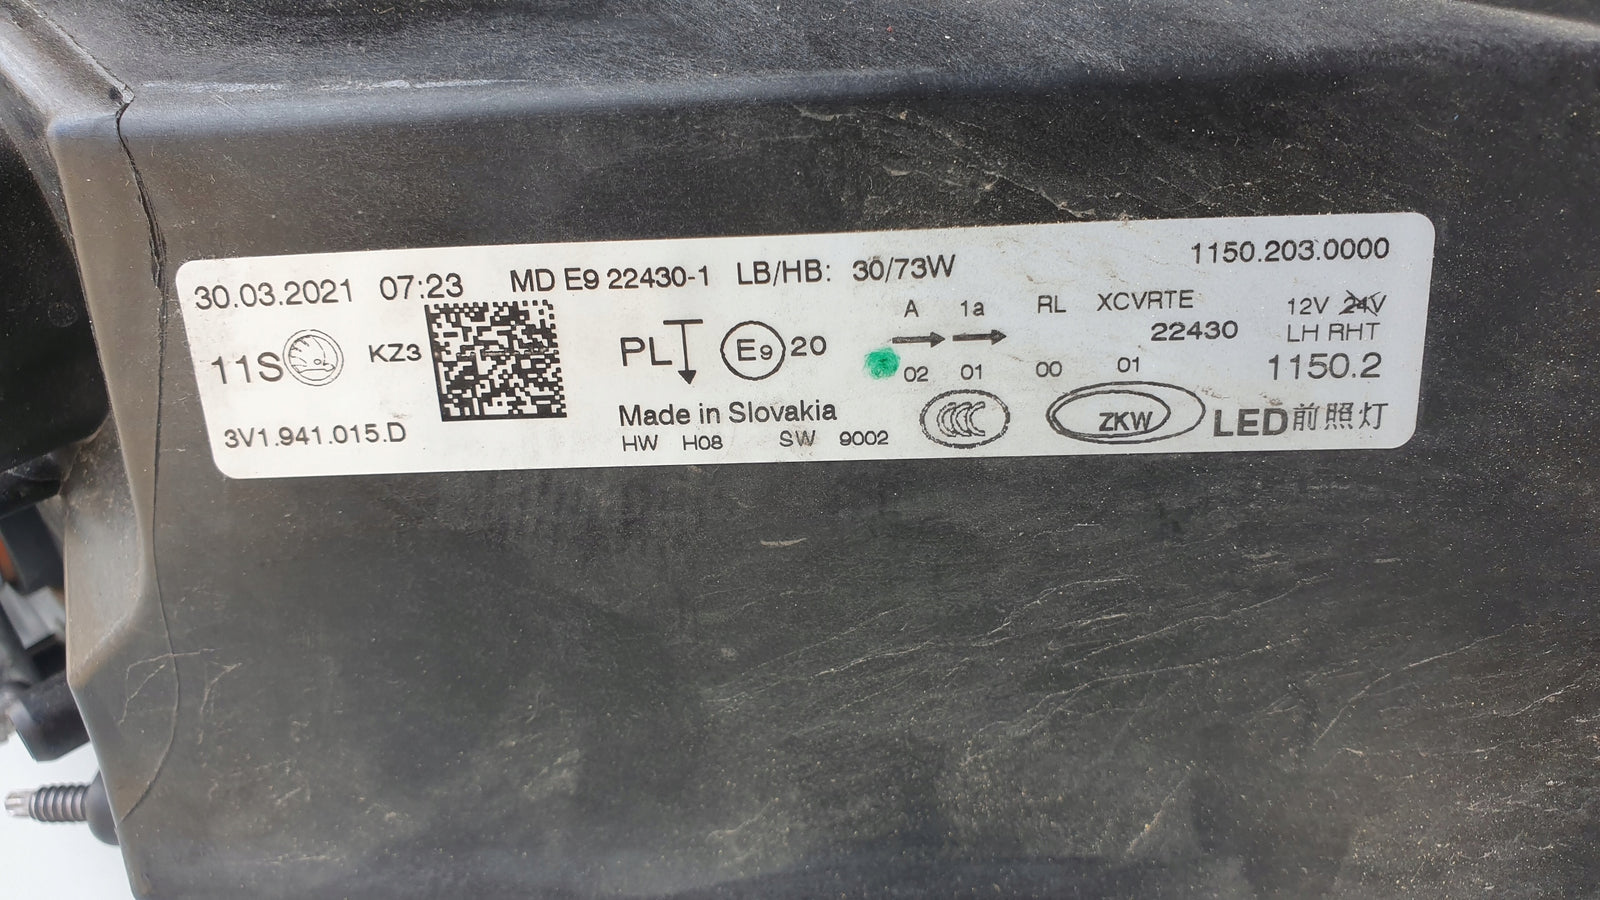 30.03.2021 07:23 MD E9 22430-1 LB/HB: 30/73W 1150.203.0000
A 1a RL XCVRTE 12V 24V
22430 LH RHT
11S KZ3 PL E9 20
02 01 00 01 1150.2
3V1.941.015.D Made in Slovakia CCC ZKW LED前照灯
HW H08 SW 9002